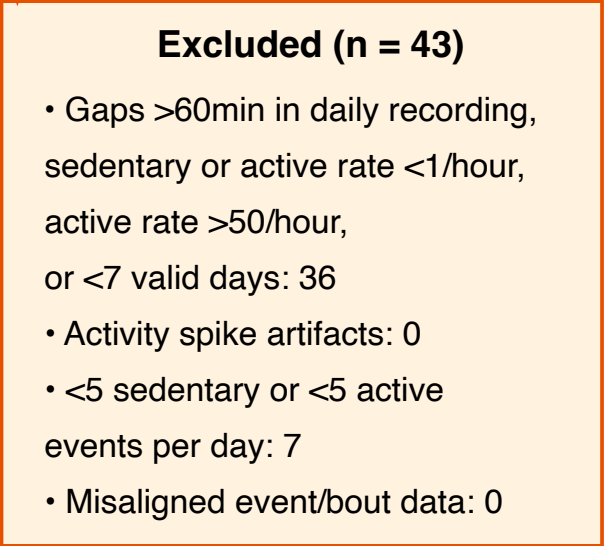 Excluded (n = 43)
• Gaps >60min in daily recording,
sedentary or active rate <1/hour,
active rate >50/hour,
or <7 valid days: 36
• Activity spike artifacts: 0
• <5 sedentary or <5 active
events per day: 7
• Misaligned event/bout data: 0